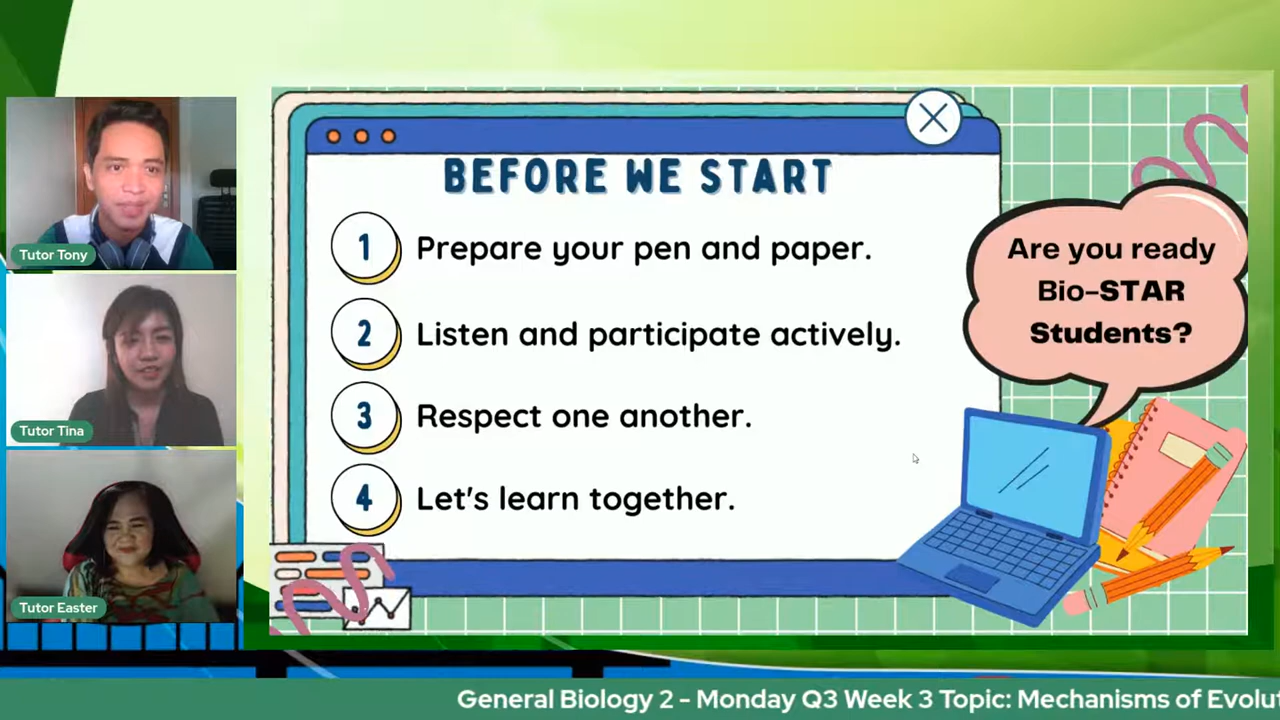 Tutor Tony
Tutor Tina
Tutor Easter
BEFORE WE START
1 Prepare your pen and paper.
2 Listen and participate actively.
3 Respect one another.
4 Let's learn together.
Are you ready
Bio-STAR
Students?
General Biology 2 - Monday Q3 Week 3 Topic: Mechanisms of Evolu